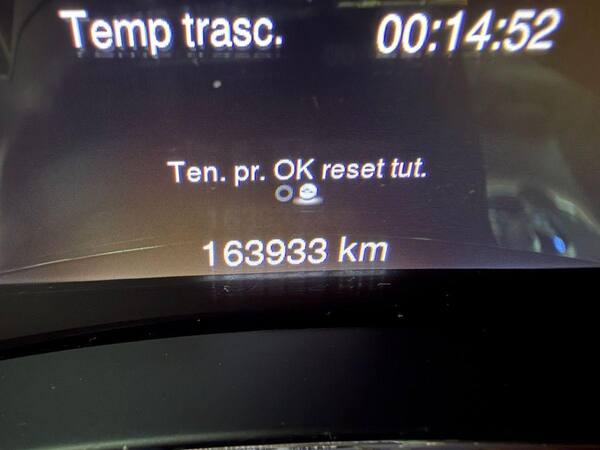 Temp trasc. 00:14:52
Ten. pr. OK reset tut.
163933 km